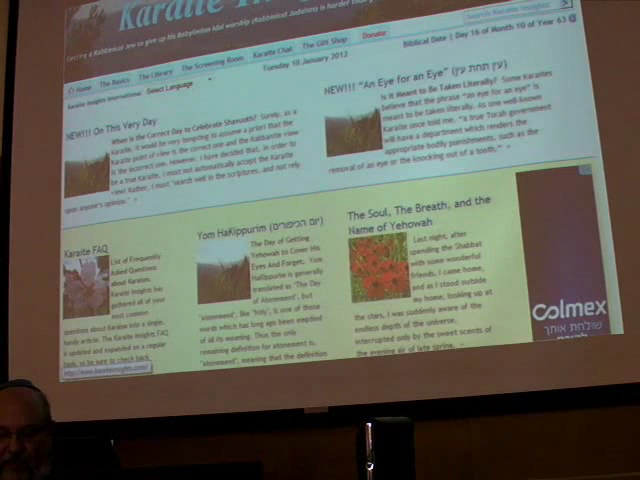 Karaite
Getting a Rabbinical Jew to give up his Babylonian Idol worship (Rabbinical Judaism) is harder than
Search Karaite Insights
Home The Basics The Library The Screening Room Karaite Chat The Gift Shop Donate!
Karaite Insights International: Select Language
Tuesday 10 January 2012
Biblical Date | Day 16 of Month 10 of Year 63
NEW!!! On This Very Day
When is the Correct Day to Celebrate Shavuoth? Surely, as a
Karaite, it would be very tempting to assume a priori that the
Karaite point of view is the correct one and the Rabbanite view
is the incorrect one. However, I have decided that, in order to
be a true Karaite, I must not automatically accept the Karaite
view! Rather, I must "search well in the scriptures, and not rely
upon anyone's opinion." »
NEW!!! "An Eye for an Eye" (עין תחת עין)
Is it Meant to Be Taken Literally? Some Karaites
believe that the phrase "an eye for an eye" is
meant to be taken literally. As one well-known
Karaite once told me, "a true Torah government
will have a department which renders the
appropriate bodily punishments, such as the
removal of an eye or the knocking out of a tooth." »
Karaite FAQ
List of Frequently
Asked Questions
about Karaism.
Karaite Insights has
gathered all of your
most common
questions about Karaism into a single,
handy article. The Karaite Insights FAQ
is updated and expanded on a regular
basis, so be sure to check back
http://www.karaiteinsights.com/
Yom HaKippurim (יום הכיפורים)
The Day of Getting
Yehowah to Cover His
Eyes And Forget. Yom
HaKippurim is generally
translated as "The Day
of Atonement", but
"atonement", like "holy", is one of those
words which has long ago been emptied
of all its meaning. Thus the only
remaining definition for atonement is,
"atonement", meaning that the definition
The Soul, The Breath, and the
Name of Yehowah
Last night, after
spending the Shabbat
with some wonderful
friends, I came home,
and as I stood outside
my home, looking up at
the stars, I was suddenly aware of the
endless depth of the universe.
Interrupted only by the sweet scents of
the evening air of late spring. »
Colmex
שולחת אותך